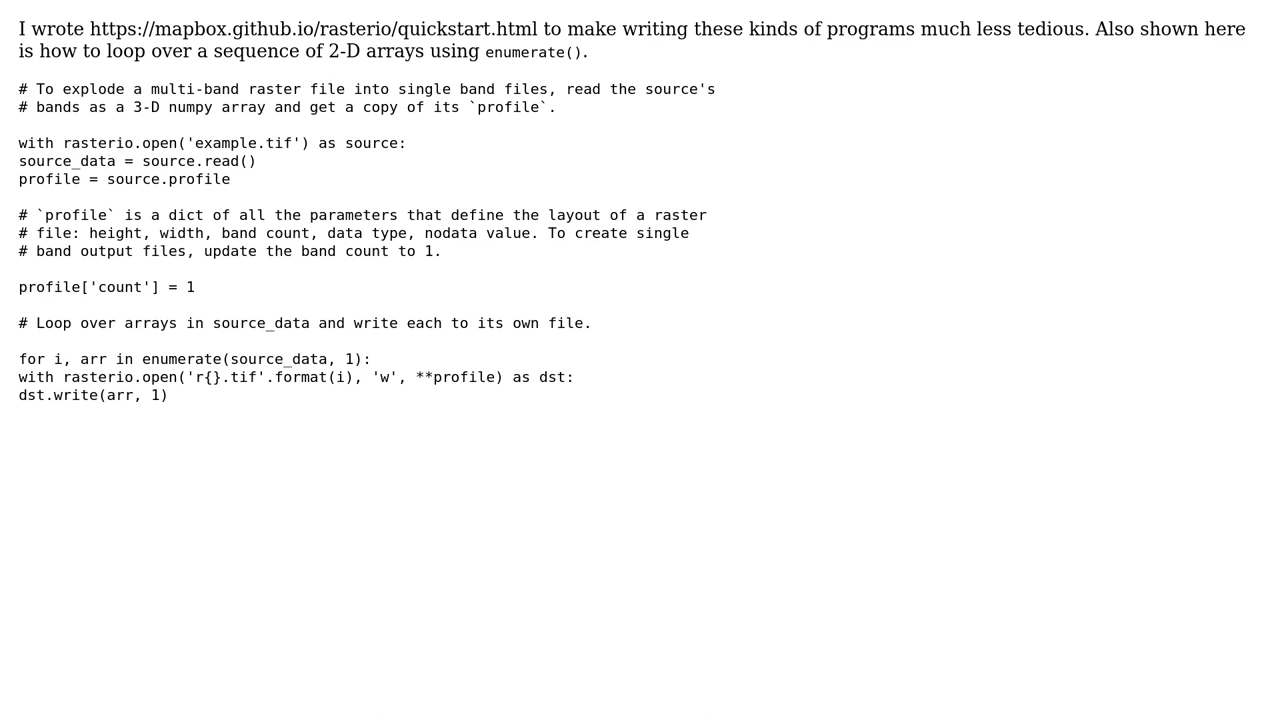 I wrote https://mapbox.github.io/rasterio/quickstart.html to make writing these kinds of programs much less tedious. Also shown here
is how to loop over a sequence of 2-D arrays using enumerate().
# To explode a multi-band raster file into single band files, read the source's
# bands as a 3-D numpy array and get a copy of its `profile`.
with rasterio.open('example.tif') as source:
source_data = source.read()
profile = source.profile
# `profile` is a dict of all the parameters that define the layout of a raster
# file: height, width, band count, data type, nodata value. To create single
# band output files, update the band count to 1.
profile['count'] = 1
# Loop over arrays in source_data and write each to its own file.
for i, arr in enumerate(source_data, 1):
with rasterio.open('r{}.tif'.format(i), 'w', **profile) as dst:
dst.write(arr, 1)